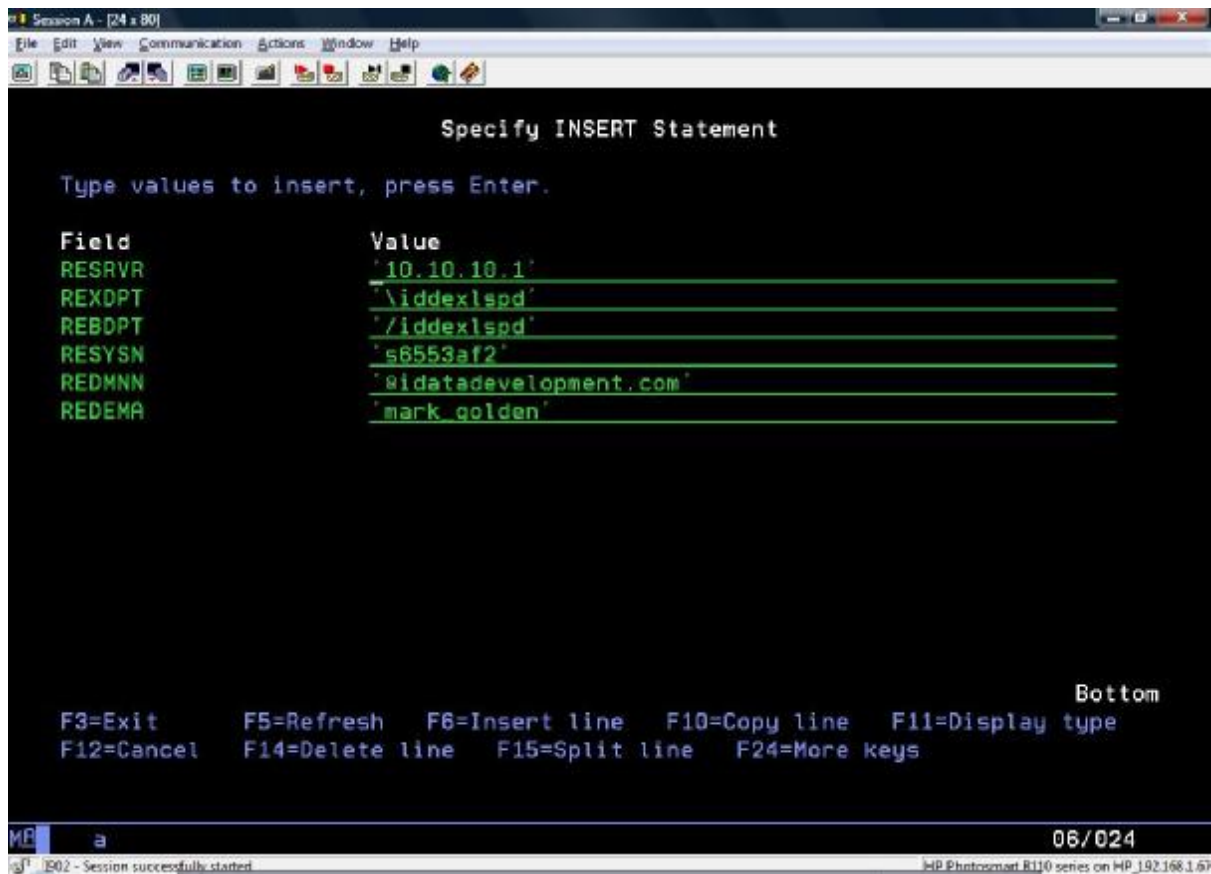 Session A - [24 x 80]
File Edit View Communication Actions Window Help
Specify INSERT Statement
Type values to insert, press Enter.
Field Value
RESRVR '10.10.10.1'
REXDPT '\iddexlspd'
REBDPT '/iddexlspd'
RESYSN 's6553af2'
REDMNN '@idatadevelopment.com'
REDEMA 'mark_golden'
Bottom
F3=Exit F5=Refresh F6=Insert line F10=Copy line F11=Display type
F12=Cancel F14=Delete line F15=Split line F24=More keys
MA a 06/024
I902 - Session successfully started HP Photosmart R110 series on HP_192.168.1.67